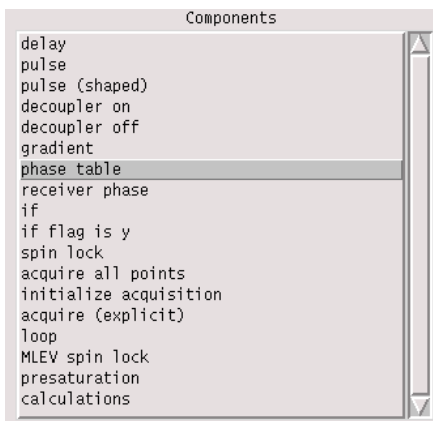 Components
delay
pulse
pulse (shaped)
decoupler on
decoupler off
gradient
phase table
receiver phase
if
if flag is y
spin lock
acquire all points
initialize acquisition
acquire (explicit)
loop
MLEV spin lock
presaturation
calculations